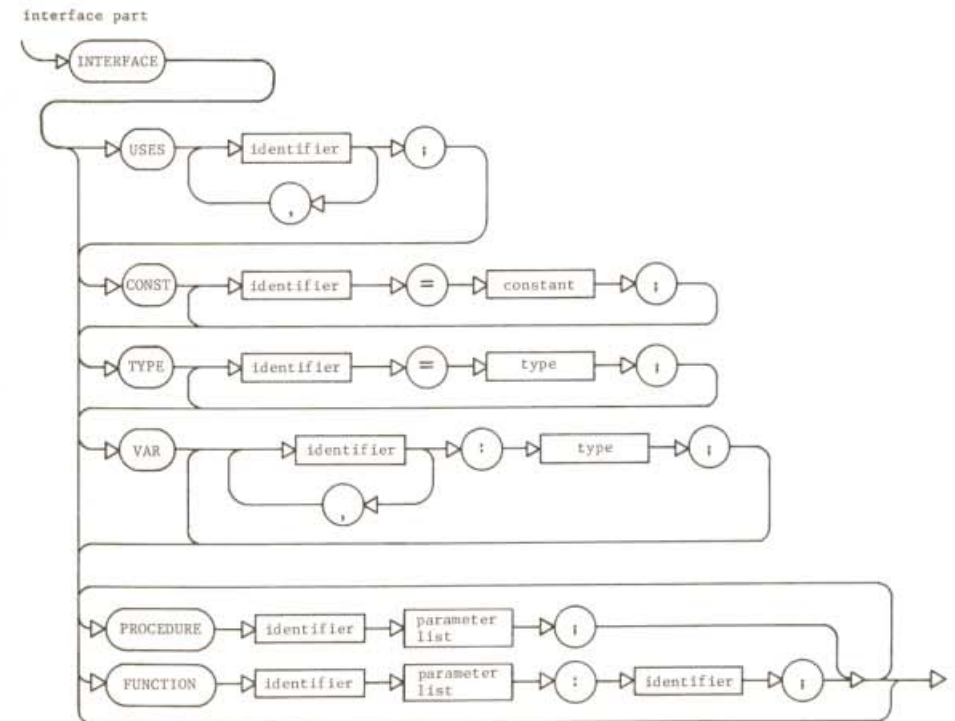 interface part
INTERFACE
USES identifier ;
,
CONST identifier = constant ;
TYPE identifier = type ;
VAR identifier : type ;
,
PROCEDURE identifier parameter list ;
FUNCTION identifier parameter list : identifier ;